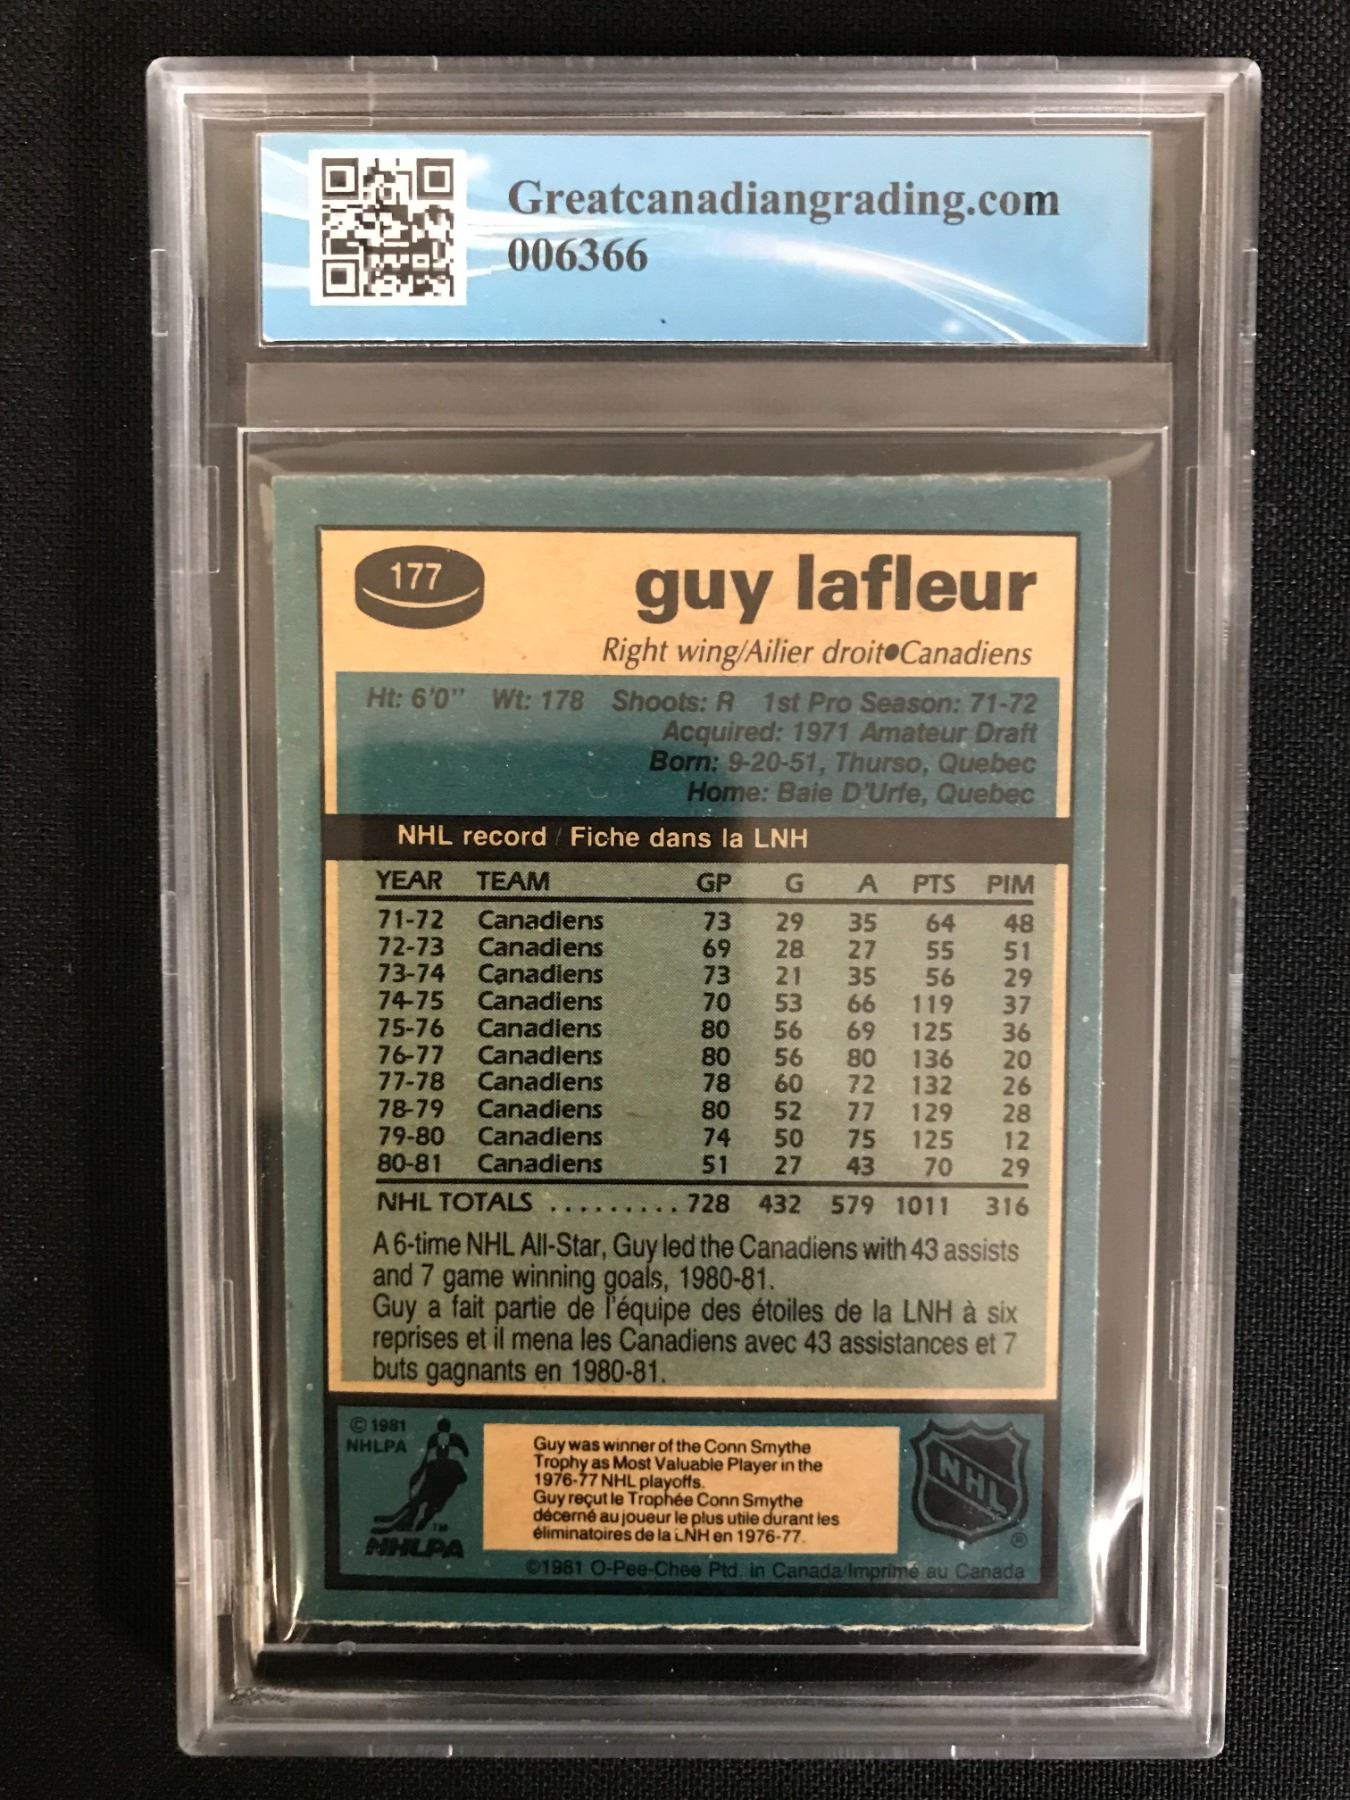 Greatcanadiangrading.com
006366
177
guy lafleur
Right wing/Ailier droit●Canadiens
Ht: 6'0" Wt: 178 Shoots: R 1st Pro Season: 71-72
Acquired: 1971 Amateur Draft
Born: 9-20-51, Thurso, Quebec
Home: Baie D'Urfe, Quebec
NHL record / Fiche dans la LNH
YEAR TEAM GP G A PTS PIM
71-72 Canadiens 73 29 35 64 48
72-73 Canadiens 69 28 27 55 51
73-74 Canadiens 73 21 35 56 29
74-75 Canadiens 70 53 66 119 37
75-76 Canadiens 80 56 69 125 36
76-77 Canadiens 80 56 80 136 20
77-78 Canadiens 78 60 72 132 26
78-79 Canadiens 80 52 77 129 28
79-80 Canadiens 74 50 75 125 12
80-81 Canadiens 51 27 43 70 29
NHL TOTALS ......... 728 432 579 1011 316
A 6-time NHL All-Star, Guy led the Canadiens with 43 assists
and 7 game winning goals, 1980-81.
Guy a fait partie de l'équipe des étoiles de la LNH à six
reprises et il mena les Canadiens avec 43 assistances et 7
buts gagnants en 1980-81.
© 1981
NHLPA
TM
NHLPA
Guy was winner of the Conn Smythe
Trophy as Most Valuable Player in the
1976-77 NHL playoffs.
Guy reçut le Trophée Conn Smythe
décerné au joueur le plus utile durant les
éliminatoires de la LNH en 1976-77.
NHL
®
©1981 O-Pee-Chee Ptd. in Canada/Imprimé au Canada